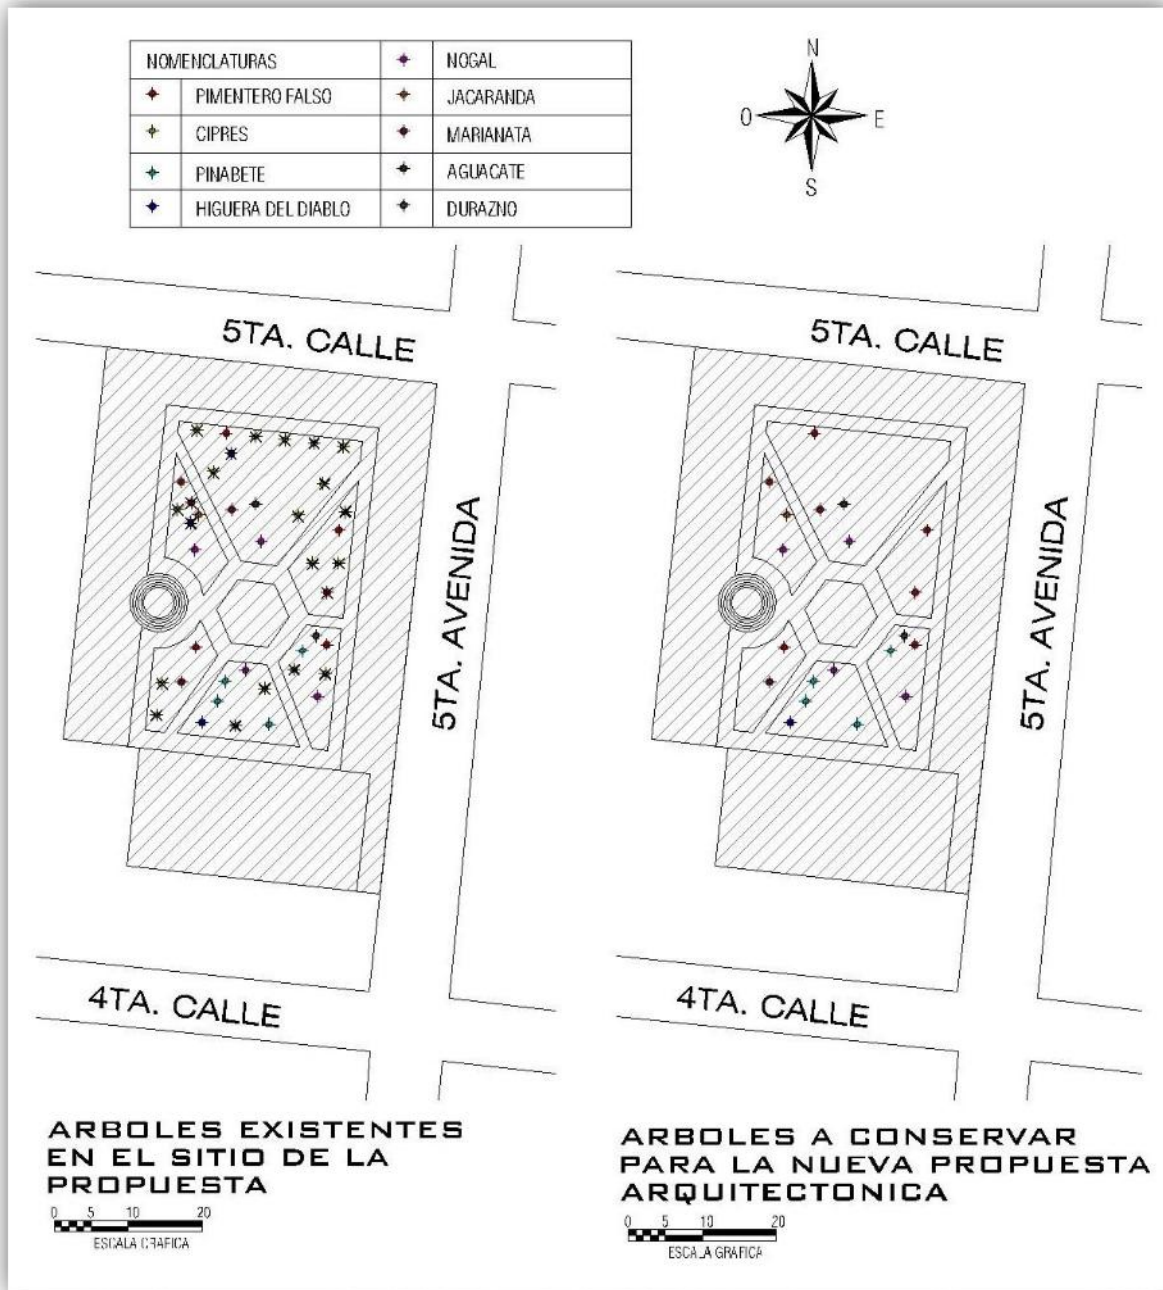 NOMENCLATURAS
NOGAL
PIMENTERO FALSO
JACARANDA
CIPRES
MARIANATA
PINABETE
AGUACATE
HIGUERA DEL DIABLO
DURAZNO
N
O
E
S
5TA. CALLE
5TA. AVENIDA
4TA. CALLE
ARBOLES EXISTENTES
EN EL SITIO DE LA
PROPUESTA
0 5 10 20
ESCALA GRAFICA
5TA. CALLE
5TA. AVENIDA
4TA. CALLE
ARBOLES A CONSERVAR
PARA LA NUEVA PROPUESTA
ARQUITECTONICA
0 5 10 20
ESCALA GRAFICA